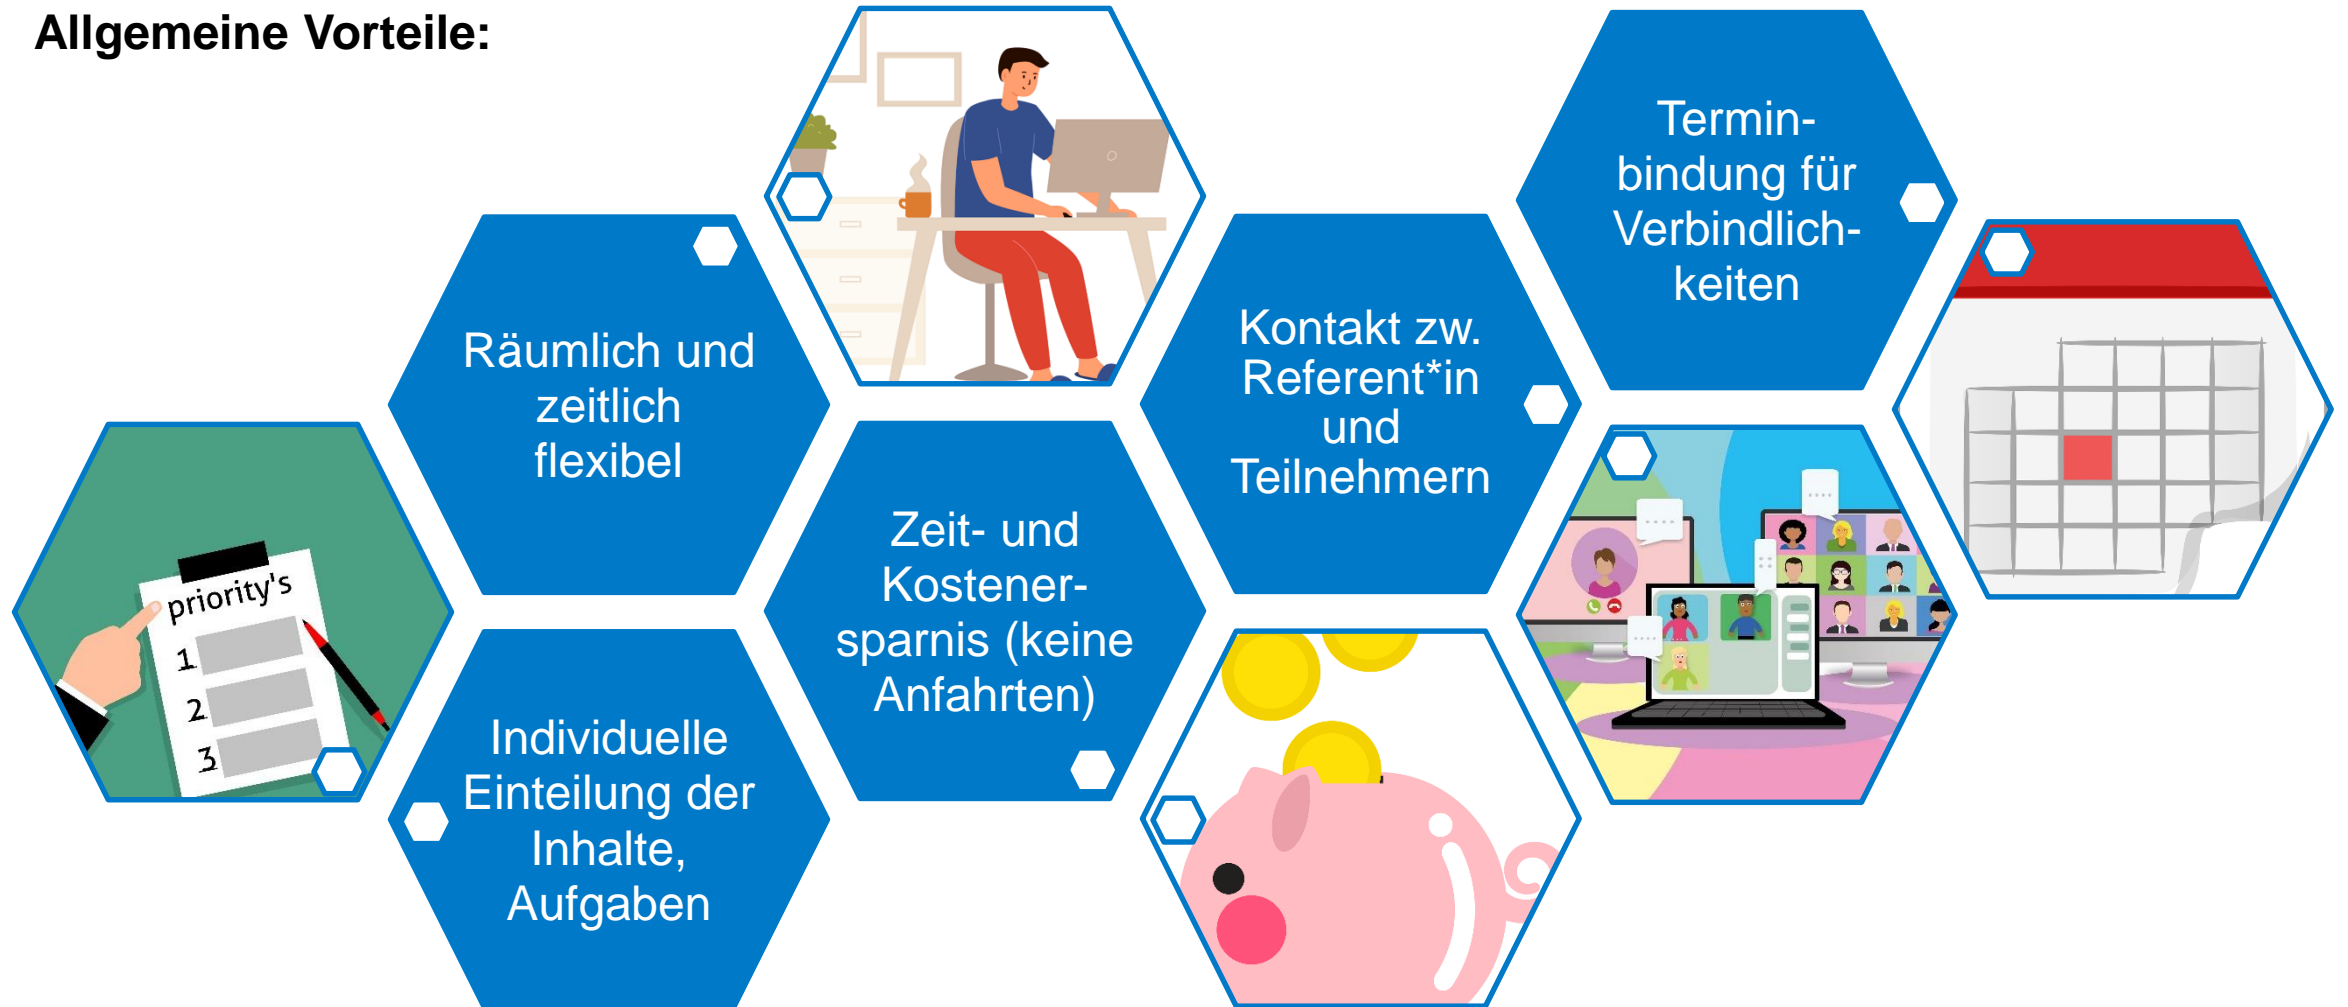 Allgemeine Vorteile:
priority's
1
2
3
Räumlich und
zeitlich
flexibel
Individuelle
Einteilung der
Inhalte,
Aufgaben
Zeit- und
Kostener-
sparnis (keine
Anfahrten)
Kontakt zw.
Referent*in
und
Teilnehmern
Termin-
bindung für
Verbindlich-
keiten